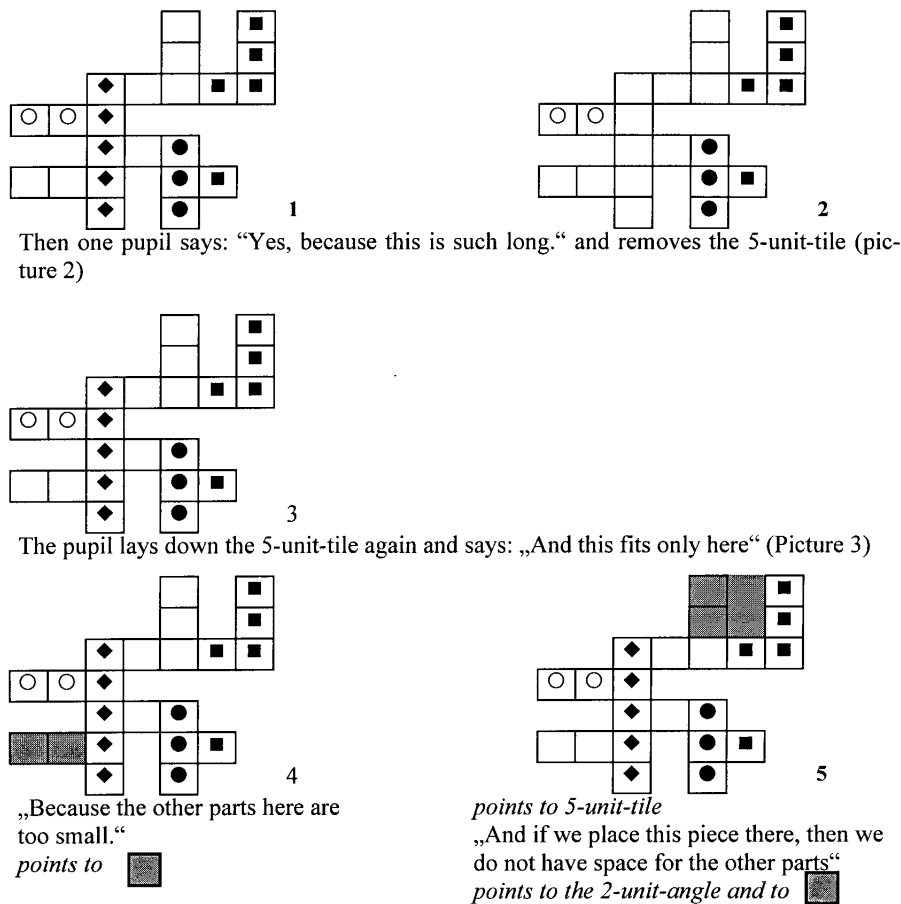 1
2
Then one pupil says: “Yes, because this is such long.“ and removes the 5-unit-tile (pic-
ture 2)
3
The pupil lays down the 5-unit-tile again and says: „And this fits only here“ (Picture 3)
4
5
„Because the other parts here are
too small.“
points to
points to 5-unit-tile
„And if we place this piece there, then we
do not have space for the other parts“
points to the 2-unit-angle and to